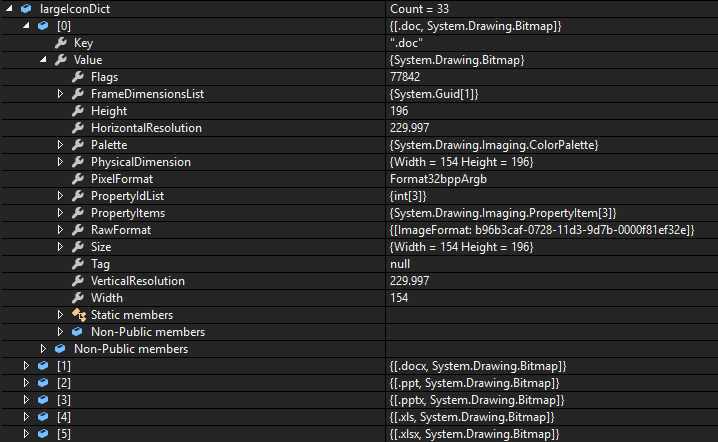 largeIconDict Count = 33
[0] {[.doc, System.Drawing.Bitmap]}
Key ".doc"
Value {System.Drawing.Bitmap}
Flags 77842
FrameDimensionsList {System.Guid[1]}
Height 196
HorizontalResolution 229.997
Palette {System.Drawing.Imaging.ColorPalette}
PhysicalDimension {Width = 154 Height = 196}
PixelFormat Format32bppArgb
PropertyIdList {int[3]}
PropertyItems {System.Drawing.Imaging.PropertyItem[3]}
RawFormat {[ImageFormat: b96b3caf-0728-11d3-9d7b-0000f81ef32e]}
Size {Width = 154 Height = 196}
Tag null
VerticalResolution 229.997
Width 154
Static members
Non-Public members
Non-Public members
[1] {[.docx, System.Drawing.Bitmap]}
[2] {[.ppt, System.Drawing.Bitmap]}
[3] {[.pptx, System.Drawing.Bitmap]}
[4] {[.xls, System.Drawing.Bitmap]}
[5] {[.xlsx, System.Drawing.Bitmap]}